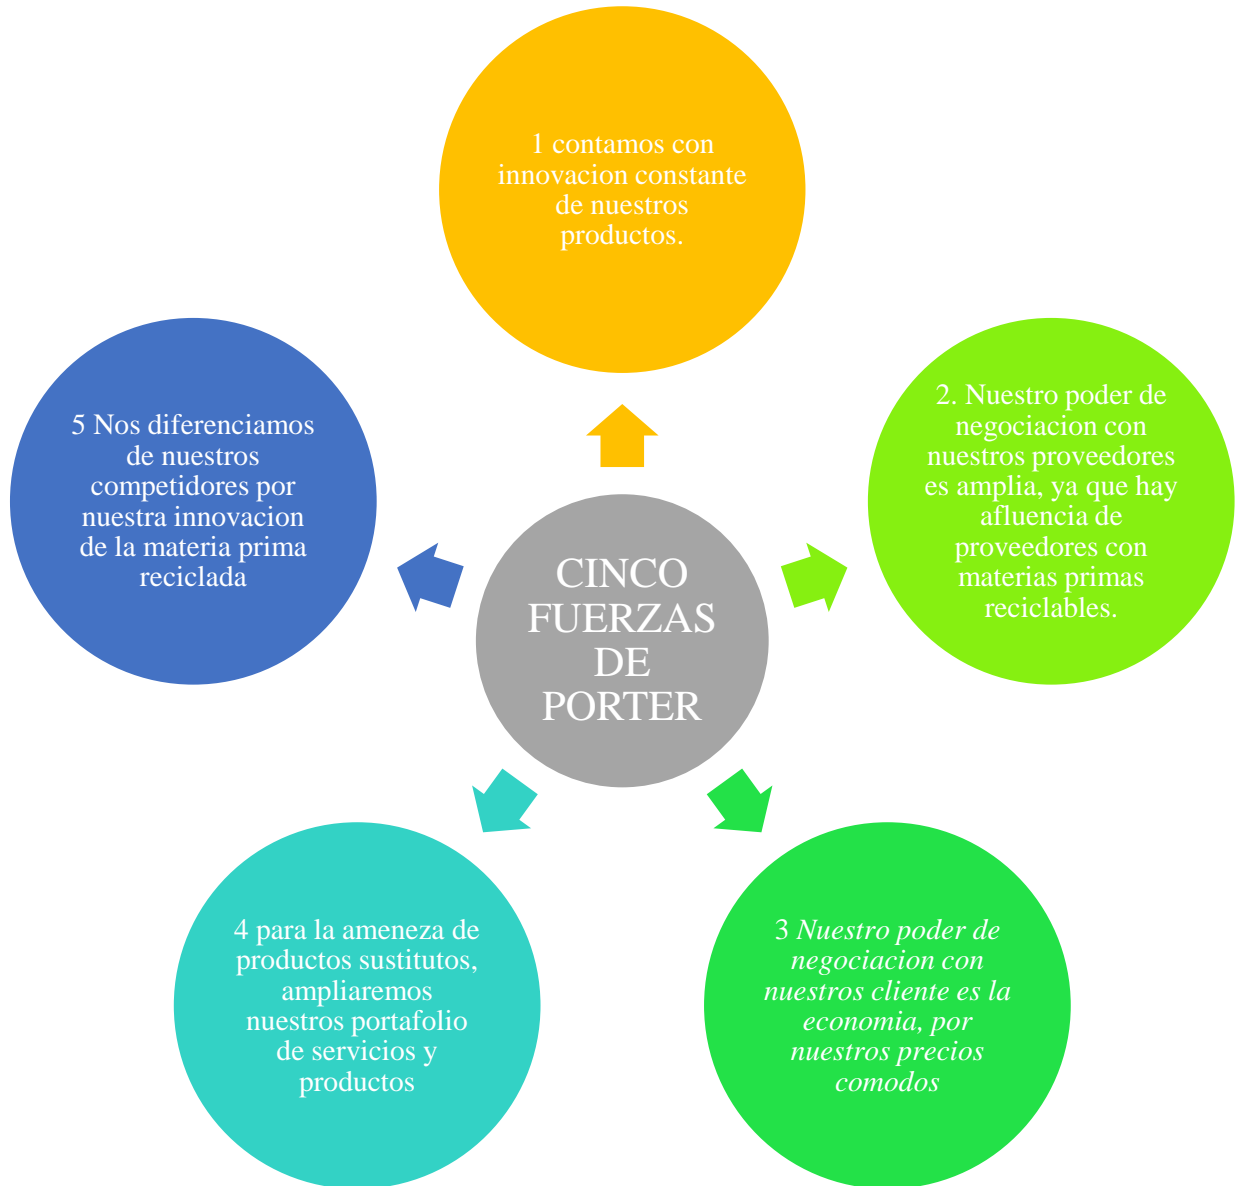 1 contamos con
innovacion constante
de nuestros
productos.
2. Nuestro poder de
negociacion con
nuestros proveedores
es amplia, ya que hay
afluencia de
proveedores con
materias primas
reciclables.
3 Nuestro poder de
negociacion con
nuestros cliente es la
economia, por
nuestros precios
comodos
4 para la ameneza de
productos sustitutos,
ampliaremos
nuestros portafolio
de servicios y
productos
5 Nos diferenciamos
de nuestros
competidores por
nuestra innovacion
de la materia prima
reciclada
CINCO
FUERZAS
DE
PORTER